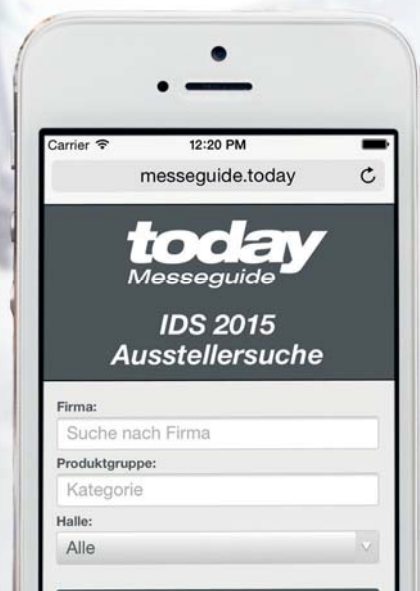 Carrier 12:20 PM
messeguide.today
today
Messeguide
IDS 2015
Ausstellersuche
Firma:
Suche nach Firma
Produktgruppe:
Kategorie
Halle:
Alle